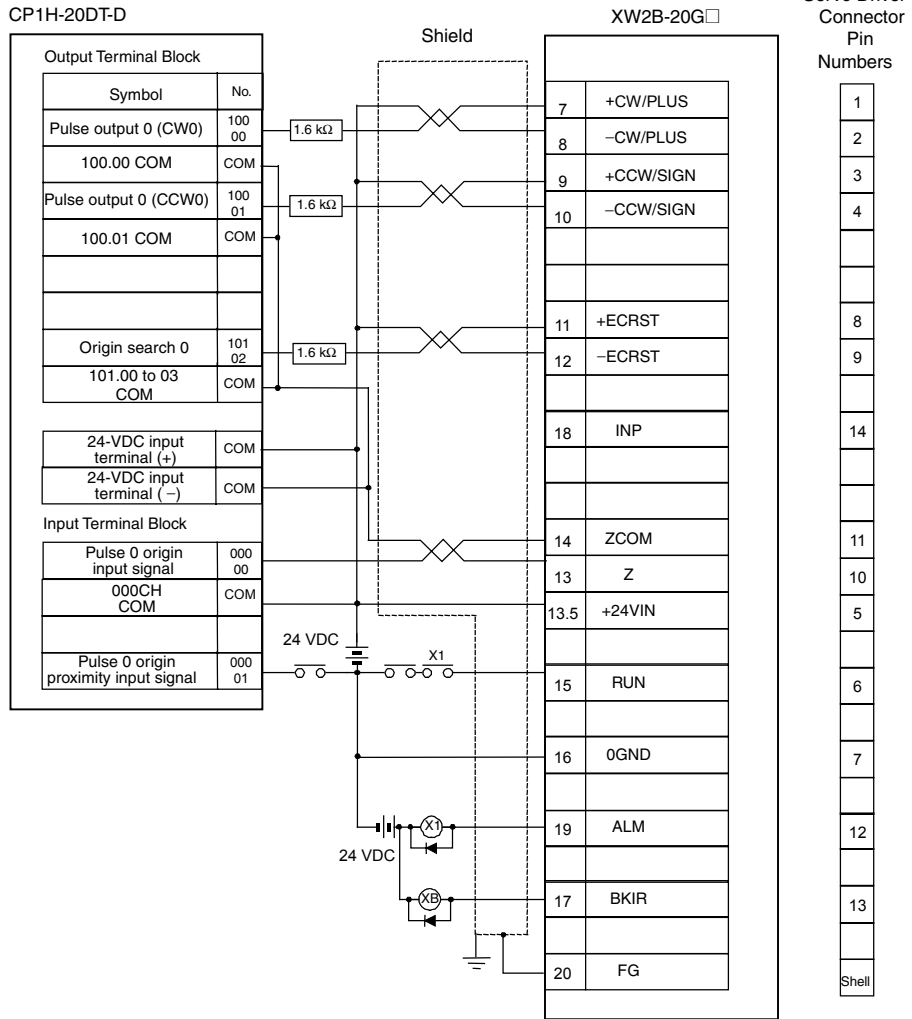 CP1H-20DT-D
Output Terminal Block
Symbol No.
Pulse output 0 (CW0) 100 00
100.00 COM COM
Pulse output 0 (CCW0) 100 01
100.01 COM COM
Origin search 0 101 02
101.00 to 03 COM COM
24-VDC input terminal (+) COM
24-VDC input terminal ( −) COM
Input Terminal Block
Pulse 0 origin input signal 000 00
000CH COM COM
Pulse 0 origin proximity input signal 000 01
1.6 kΩ
1.6 kΩ
1.6 kΩ
Shield
24 VDC
X1
24 VDC
X1
XB
XW2B-20G□
7 +CW/PLUS
8 −CW/PLUS
9 +CCW/SIGN
10 −CCW/SIGN
11 +ECRST
12 −ECRST
18 INP
14 ZCOM
13 Z
13.5 +24VIN
15 RUN
16 0GND
19 ALM
17 BKIR
20 FG
Connector
Pin
Numbers
1
2
3
4
8
9
14
11
10
5
6
7
12
13
Shell